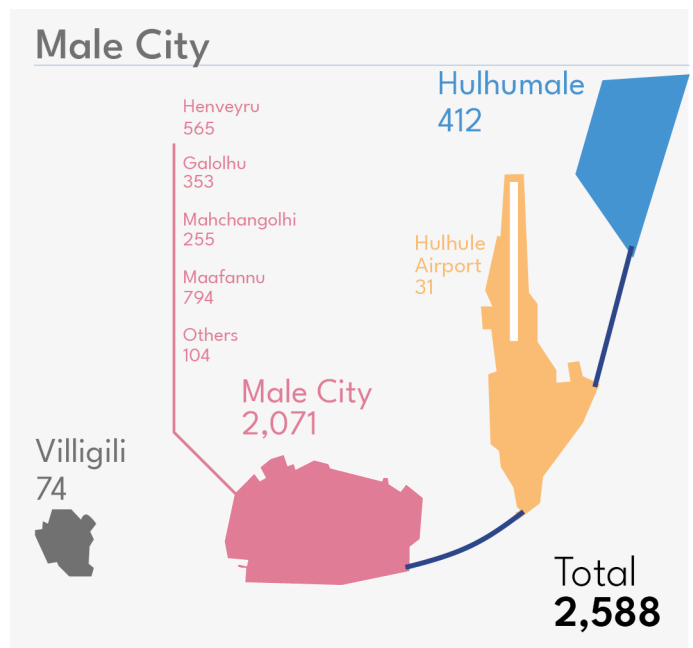 Male City
Hulhumale
412
Henveyru
565
Galolhu
353
Mahchangolhi
255
Maafannu
794
Others
104
Hulhule
Airport
31
Male City
2,071
Villigili
74
Total
2,588